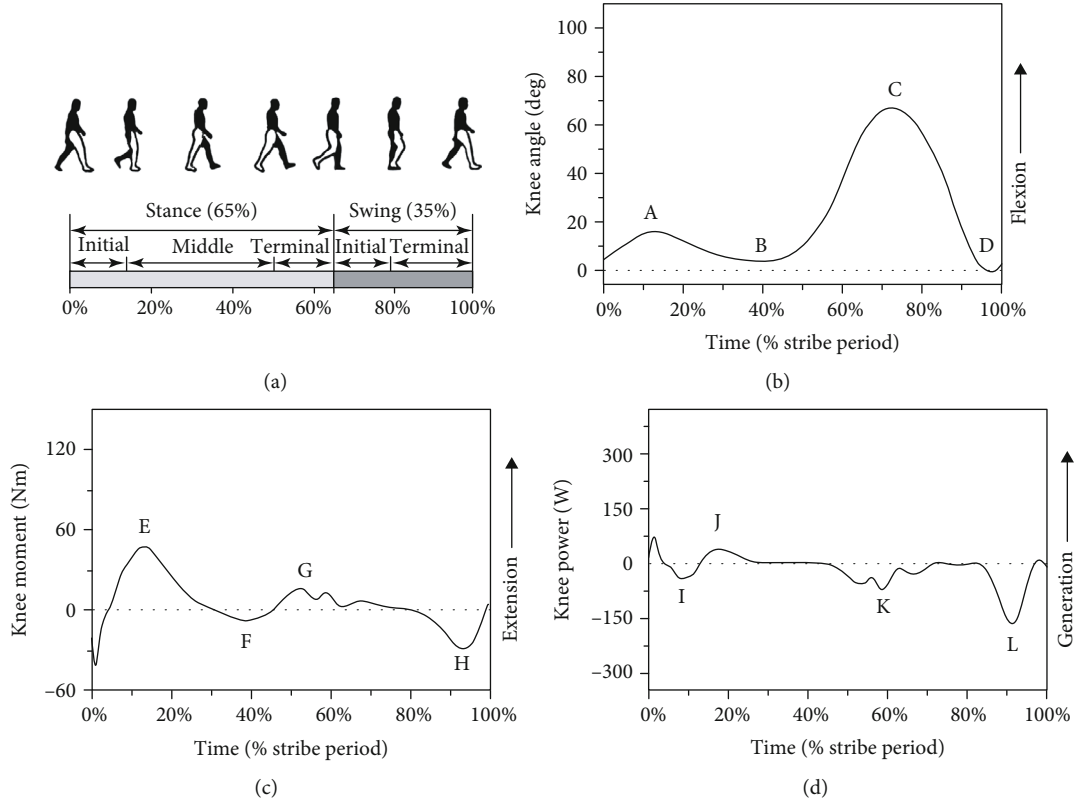 Stance (65%)
Swing (35%)
Initial
Middle
Terminal
Initial
Terminal
0%
20%
40%
60%
80%
100%
(a)
100
80
60
40
20
0
Knee angle (deg)
A
B
C
D
Flexion
0%
20%
40%
60%
80%
100%
Time (% stribe period)
(b)
120
60
0
−60
Knee moment (Nm)
E
F
G
H
Extension
0%
20%
40%
60%
80%
100%
Time (% stribe period)
(c)
300
150
0
−150
−300
Knee power (W)
I
J
K
L
Generation
0%
20%
40%
60%
80%
100%
Time (% stribe period)
(d)